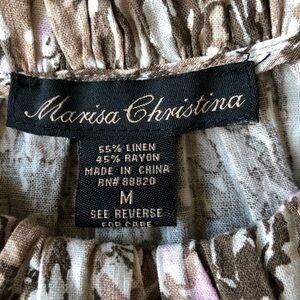 Marisa Christina
55% LINEN
45% RAYON
MADE IN CHINA
RN# 88820
M
SEE REVERSE
FOR CARE